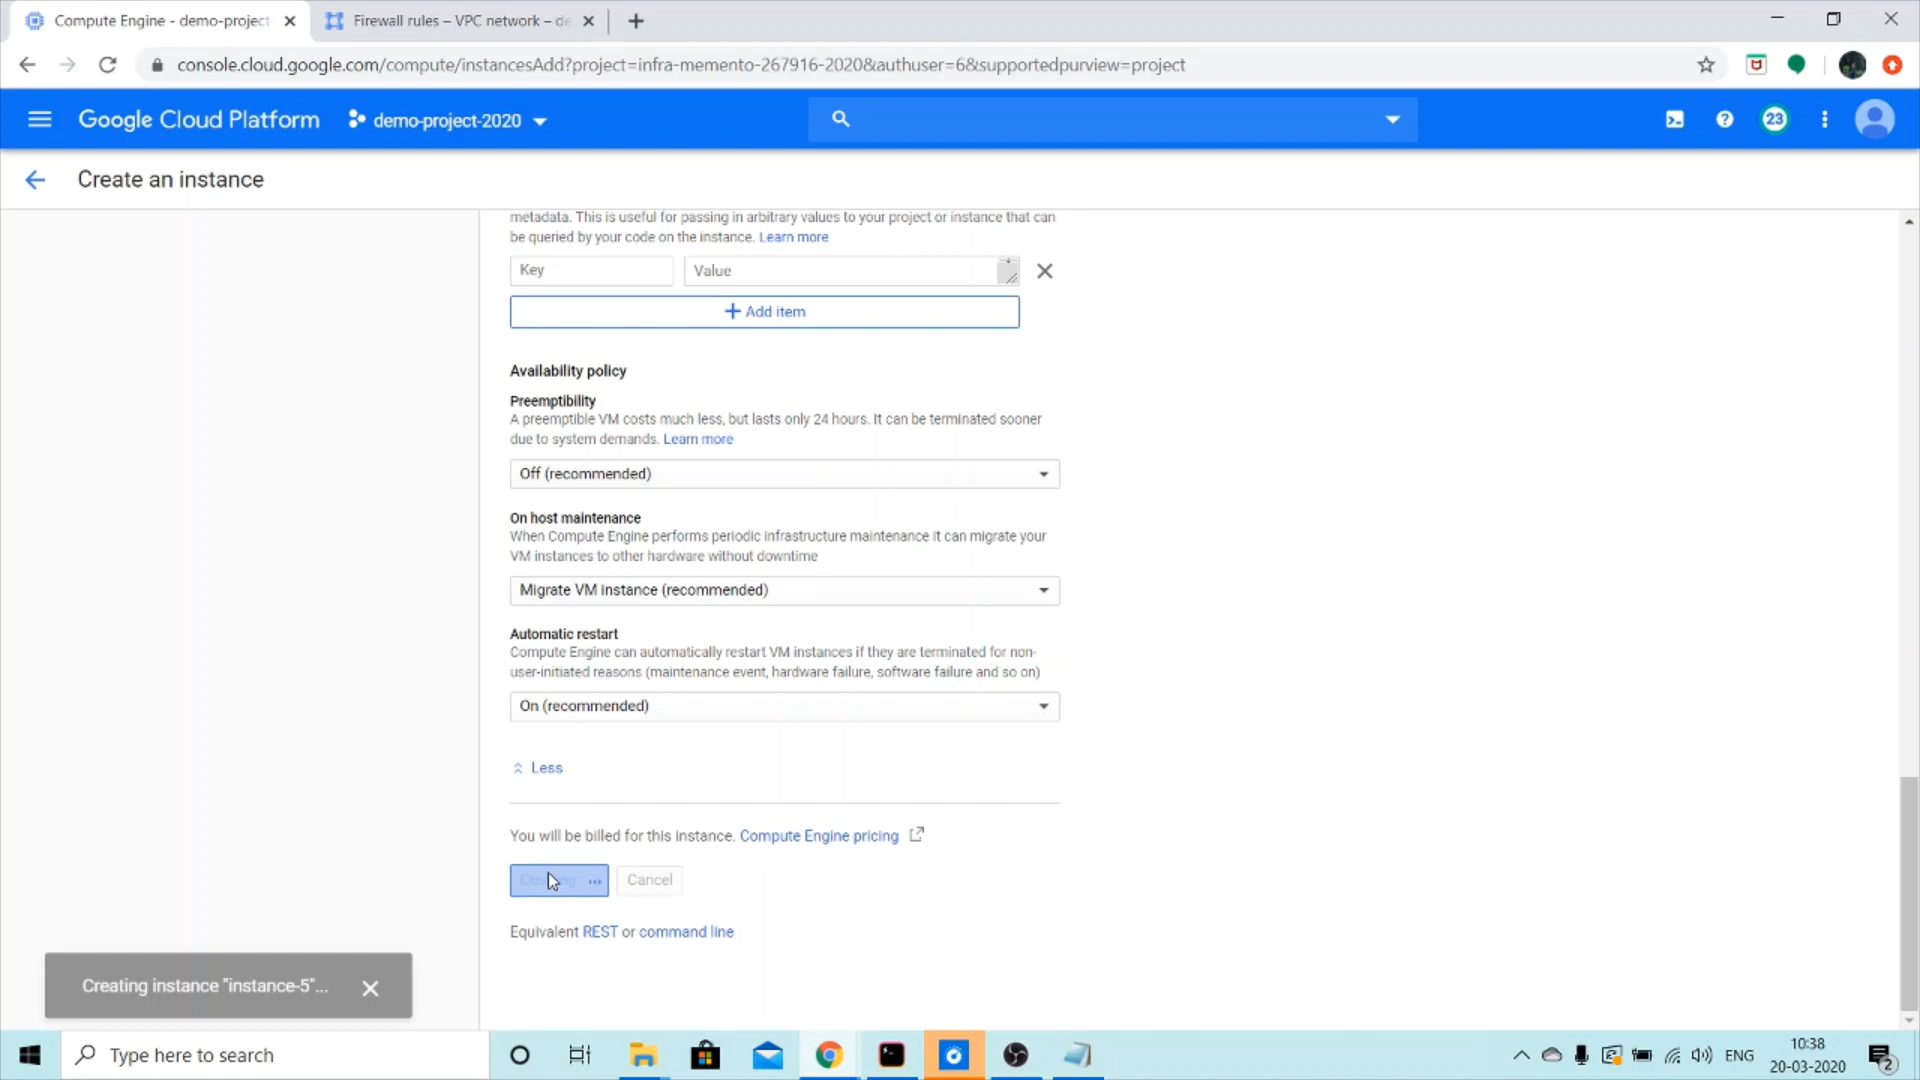 Compute Engine - demo-project
Firewall rules – VPC network – de
console.cloud.google.com/compute/instancesAdd?project=infra-memento-267916-2020&authuser=6&supportedpurview=project
Google Cloud Platform
demo-project-2020
23
Create an instance
metadata. This is useful for passing in arbitrary values to your project or instance that can
be queried by your code on the instance. Learn more
Key
Value
Add item
Availability policy
Preemptibility
A preemptible VM costs much less, but lasts only 24 hours. It can be terminated sooner
due to system demands. Learn more
Off (recommended)
On host maintenance
When Compute Engine performs periodic infrastructure maintenance it can migrate your
VM instances to other hardware without downtime
Migrate VM instance (recommended)
Automatic restart
Compute Engine can automatically restart VM instances if they are terminated for non-
user-initiated reasons (maintenance event, hardware failure, software failure and so on)
On (recommended)
Less
You will be billed for this instance. Compute Engine pricing
Cancel
Equivalent REST or command line
Creating instance "instance-5"...
Type here to search
ENG
10:38
20-03-2020
2